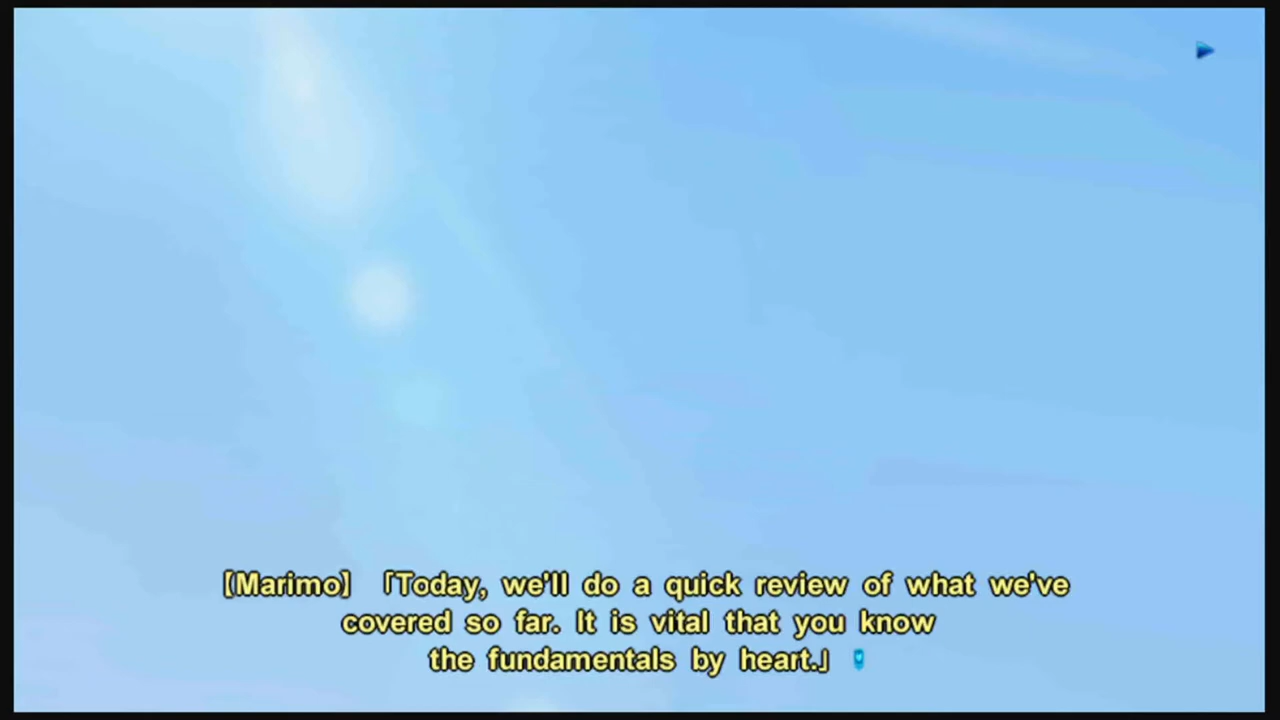 【Marimo】 「Today, we'll do a quick review of what we've
covered so far. It is vital that you know
the fundamentals by heart.」